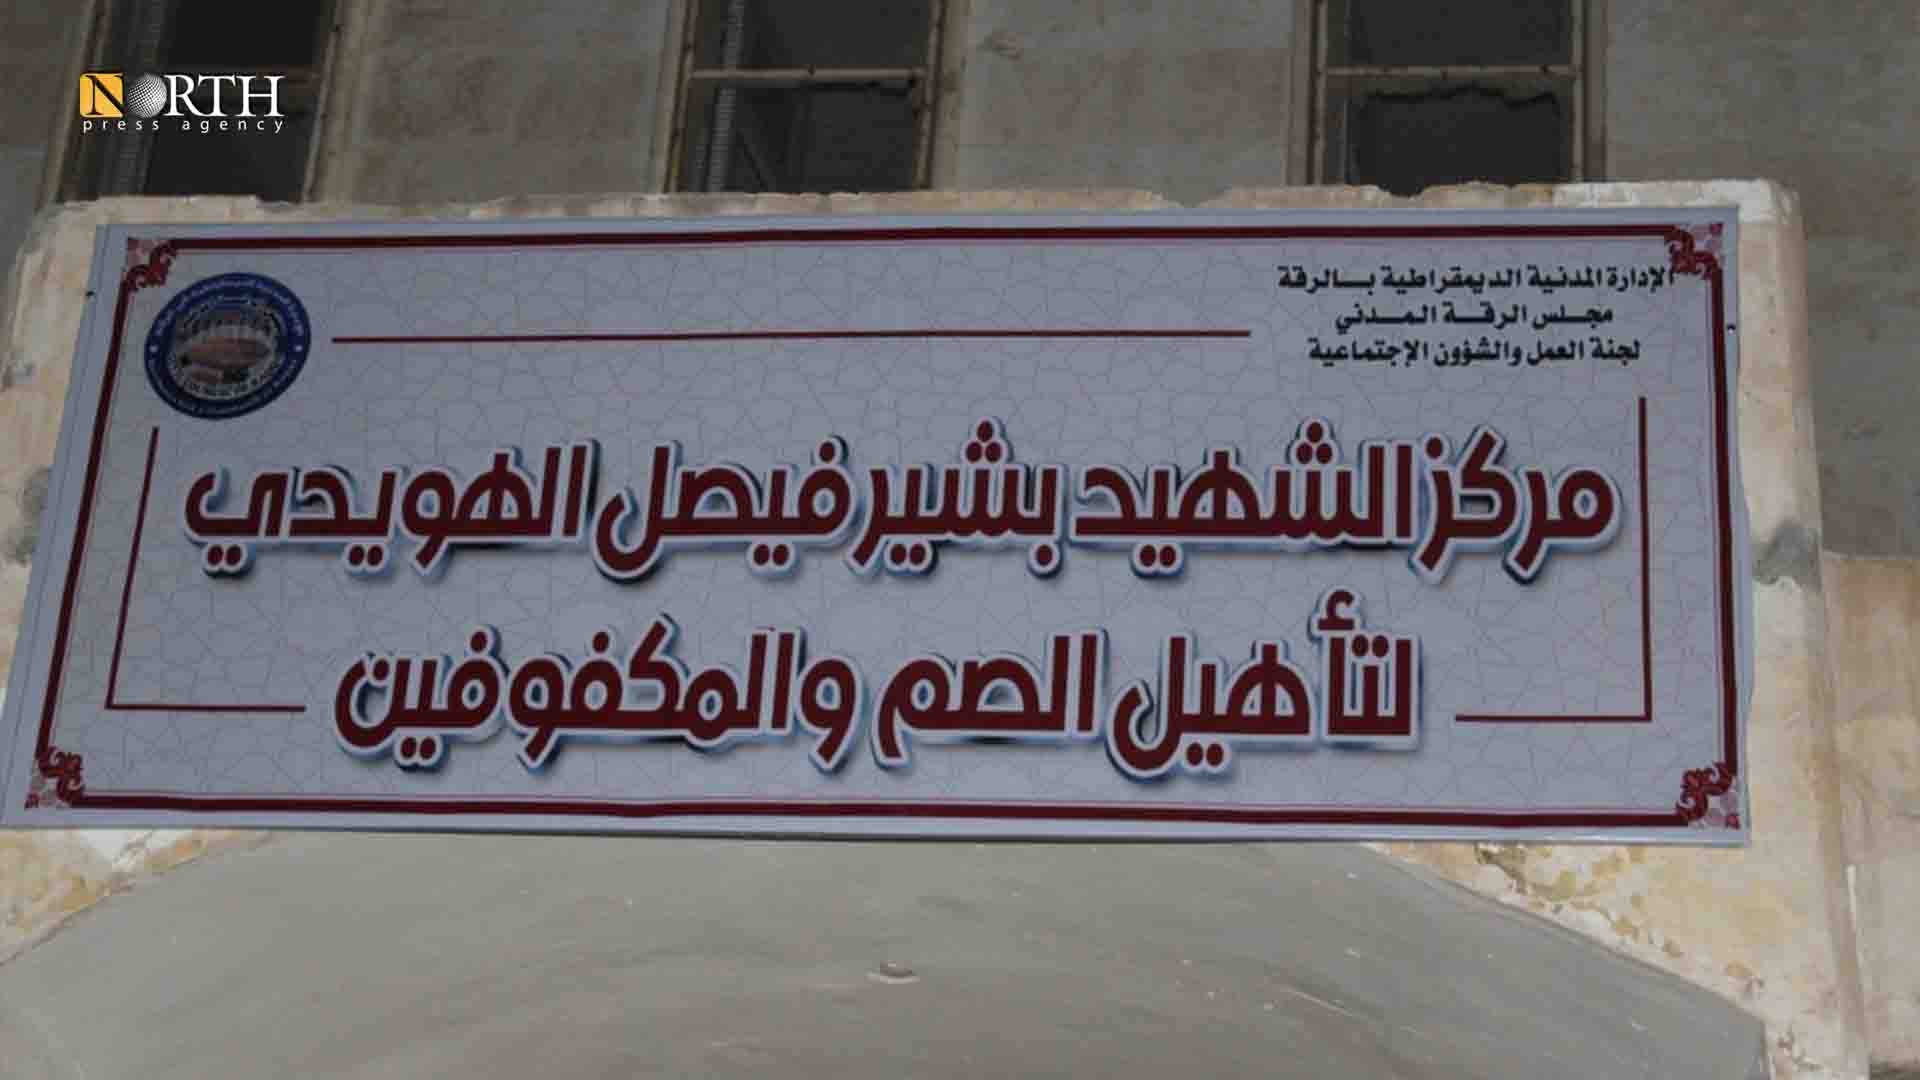 NORTH
press agency
الإدارة المدنية الديمقراطية بالرقة
مجلس الرقة المدني
لجنة العمل والشؤون الإجتماعية
مركز الشهيد بشير فيصل الهويدي
لتأهيل الصم والمكفوفين